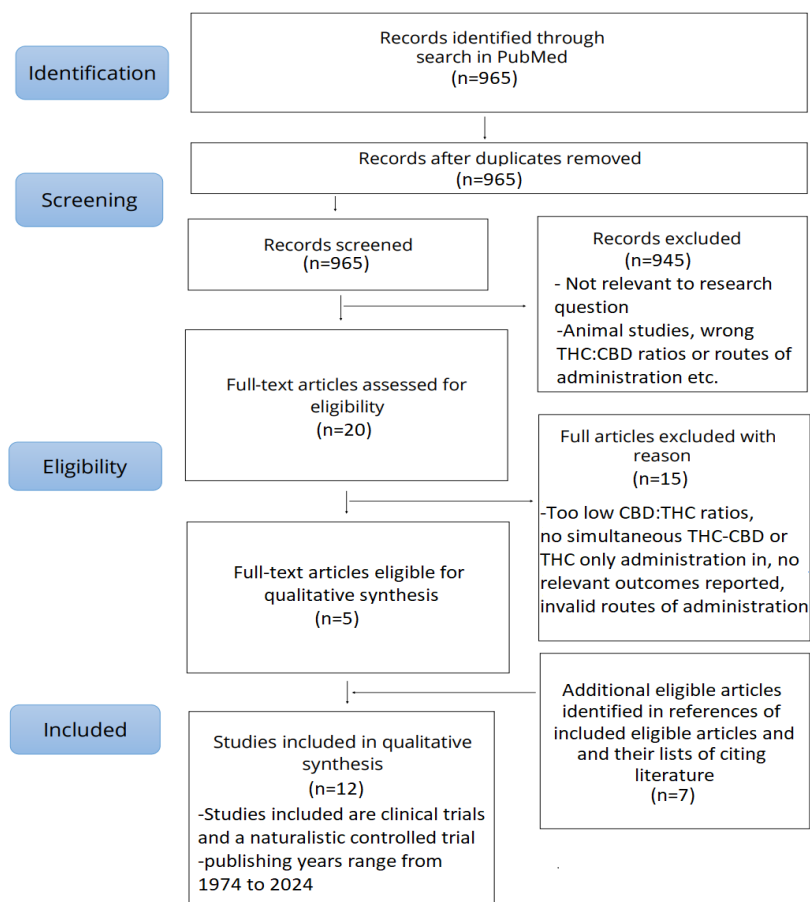 Identification
Records identified through
search in PubMed
(n=965)
Records after duplicates removed
(n=965)
Screening
Records screened
(n=965)
Records excluded
(n=945)
- Not relevant to research
question
-Animal studies, wrong
THC:CBD ratios or routes of
administration etc.
Full-text articles assessed for
eligibility
(n=20)
Eligibility
Full articles excluded with
reason
(n=15)
-Too low CBD:THC ratios,
no simultaneous THC-CBD or
THC only administration in, no
relevant outcomes reported,
invalid routes of administration
Full-text articles eligible for
qualitative synthesis
(n=5)
Additional eligible articles
identified in references of
included eligible articles and
and their lists of citing
literature
(n=7)
Included
Studies included in qualitative
synthesis
(n=12)
-Studies included are clinical trials
and a naturalistic controlled trial
-publishing years range from
1974 to 2024